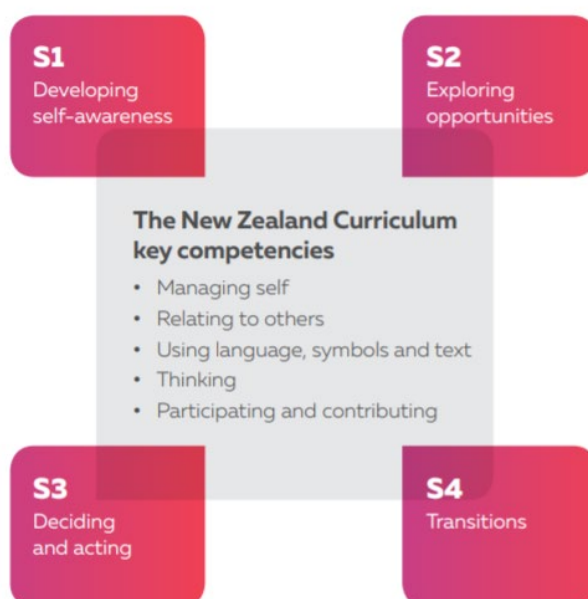 S1
Developing
self-awareness
S2
Exploring
opportunities
The New Zealand Curriculum
key competencies
• Managing self
• Relating to others
• Using language, symbols and text
• Thinking
• Participating and contributing
S3
Deciding
and acting
S4
Transitions